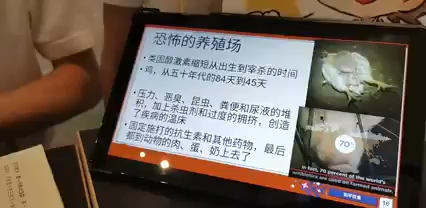 恐怖的养殖场
• 类固醇激素缩短从出生到宰杀的时间
• 鸡，从五十年代的84天到45天
• 压力、恶臭、昆虫、粪便和尿液的堆
积，加上杀虫剂和过度的拥挤，创造
了疾病的温床
• 固定施打的抗生素和其他药物，最后
都到动物的肉、蛋、奶上去了
70%
In fact, 70 percent of the world's
antibiotics are used on farmed animals
16